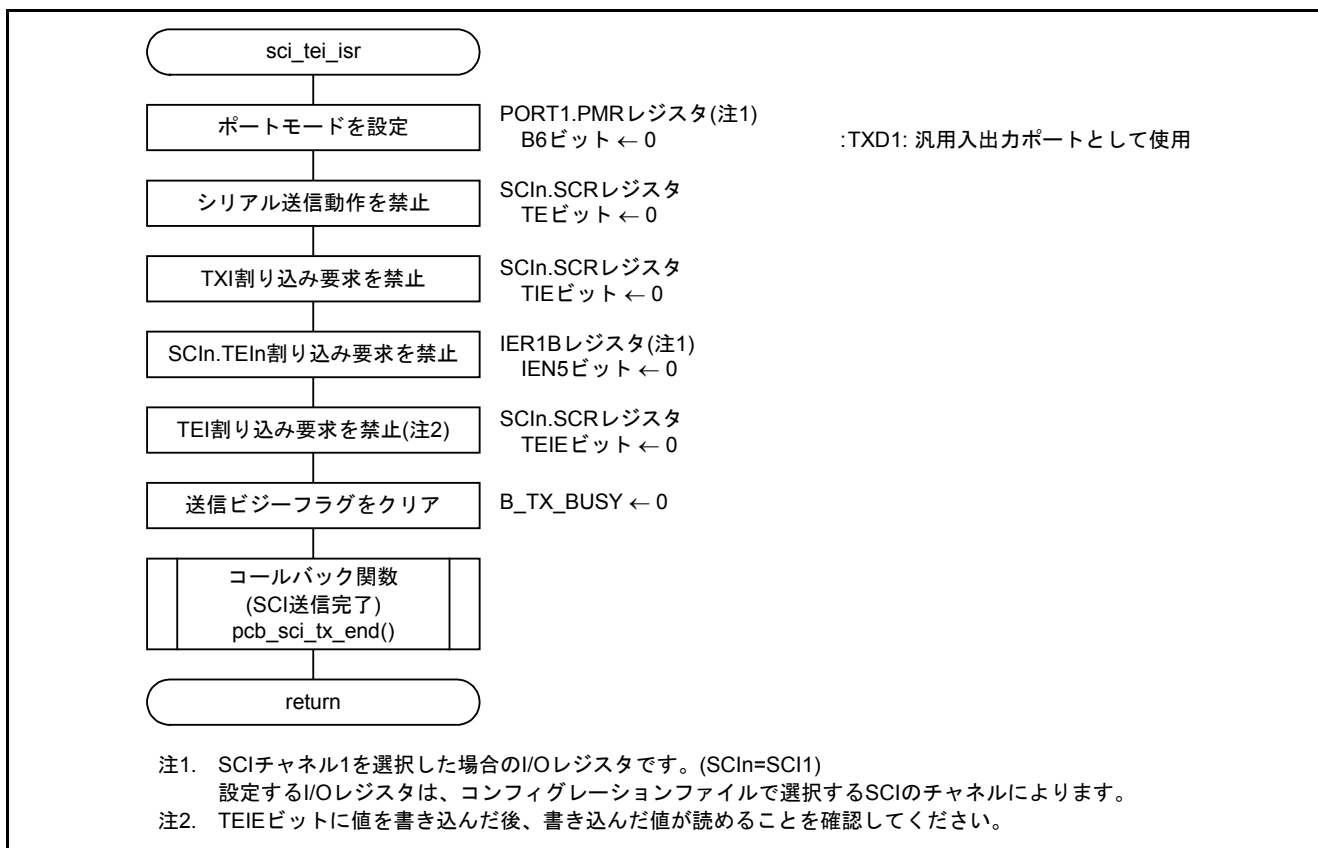 sci_tei_isr
ポートモードを設定
PORT1.PMRレジスタ(注1)
B6ビット ← 0 :TXD1: 汎用入出力ポートとして使用
シリアル送信動作を禁止
SCIn.SCRレジスタ
TEビット ← 0
TXI割り込み要求を禁止
SCIn.SCRレジスタ
TIEビット ← 0
SCIn.TEIn割り込み要求を禁止
IER1Bレジスタ(注1)
IEN5ビット ← 0
TEI割り込み要求を禁止(注2)
SCIn.SCRレジスタ
TEIEビット ← 0
送信ビジーフラグをクリア
B_TX_BUSY ← 0
コールバック関数
(SCI送信完了)
pcb_sci_tx_end()
return
注1. SCIチャネル1を選択した場合のI/Oレジスタです。(SCIn=SCI1)
設定するI/Oレジスタは、コンフィグレーションファイルで選択するSCIのチャネルによります。
注2. TEIEビットに値を書き込んだ後、書き込んだ値が読めることを確認してください。